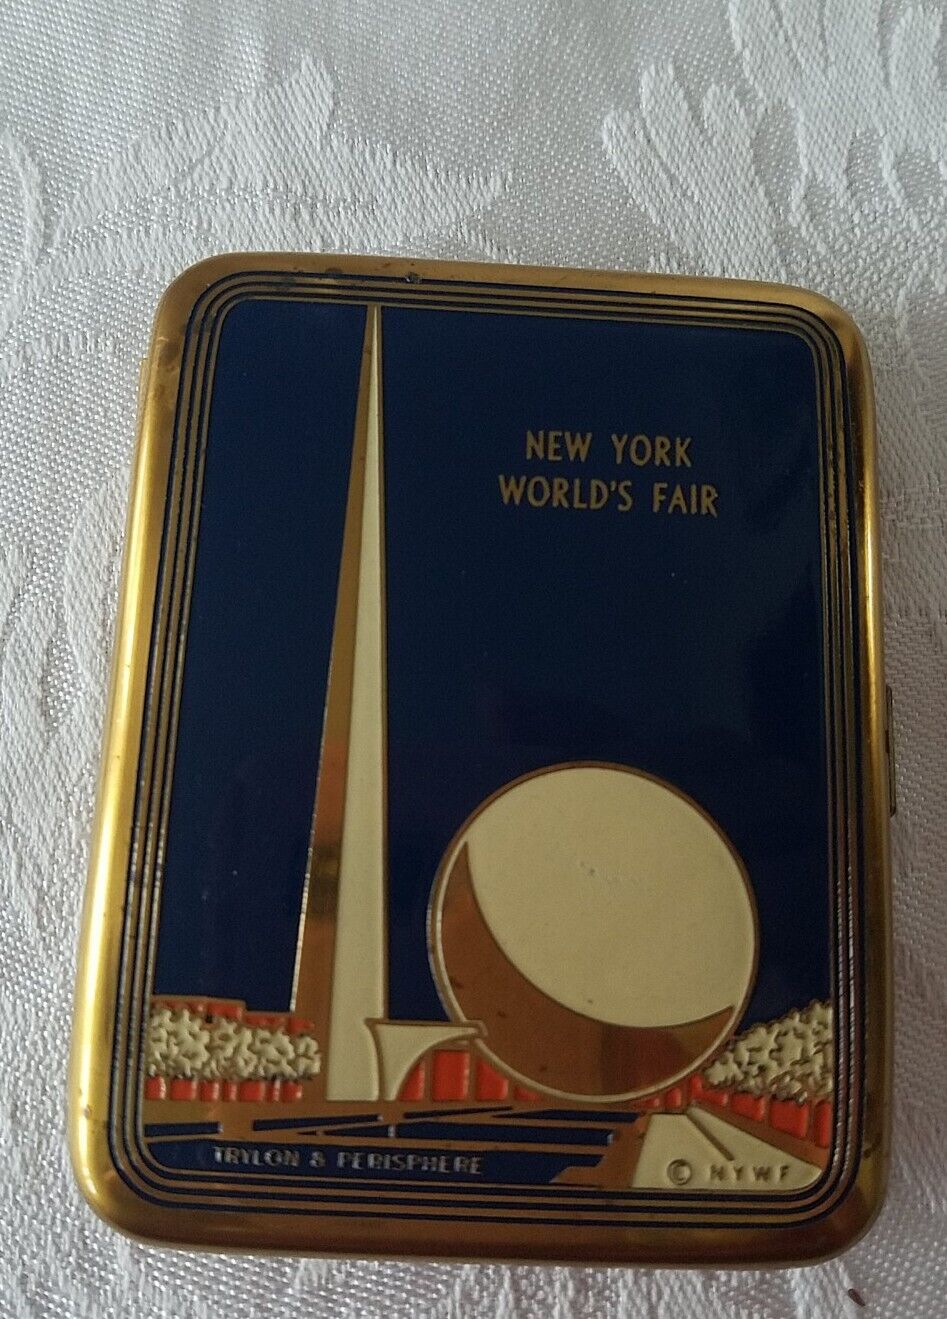 NEW YORK
WORLD'S FAIR
TRYLON & PERISPHERE
© NYWF